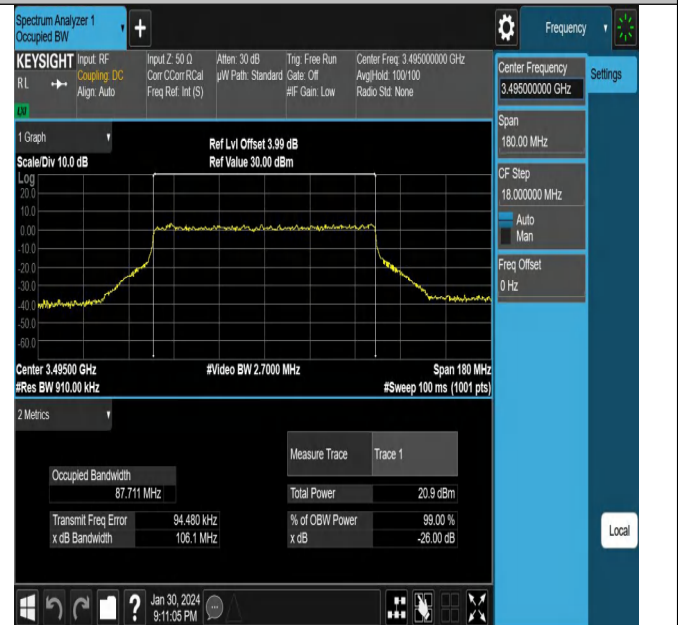 Spectrum Analyzer 1
Occupied BW
+
Frequency
KEYSIGHT
RL
Input: RF
Coupling: DC
Align: Auto
Input Z: 50 Ω
Corr CCorr RCal
Freq Ref: Int (S)
Atten: 30 dB
µW Path: Standard
Trig: Free Run
Gate: Off
#IF Gain: Low
Center Freq: 3.495000000 GHz
Avg|Hold: 100/100
Radio Std: None
LXI
Center Frequency
3.495000000 GHz
Settings
Span
180.00 MHz
CF Step
18.000000 MHz
Auto
Man
Freq Offset
0 Hz
1 Graph
Scale/Div 10.0 dB
Ref Lvl Offset 3.99 dB
Ref Value 30.00 dBm
Log
20.0
10.0
0.00
-10.0
-20.0
-30.0
-40.0
-50.0
-60.0
Center 3.49500 GHz
#Video BW 2.7000 MHz
Span 180 MHz
#Res BW 910.00 kHz
#Sweep 100 ms (1001 pts)
2 Metrics
Measure Trace
Trace 1
Occupied Bandwidth
87.711 MHz
Total Power
20.9 dBm
Transmit Freq Error
94.480 kHz
% of OBW Power
99.00 %
x dB Bandwidth
106.1 MHz
x dB
-26.00 dB
Local
?
Jan 30, 2024
9:11:05 PM